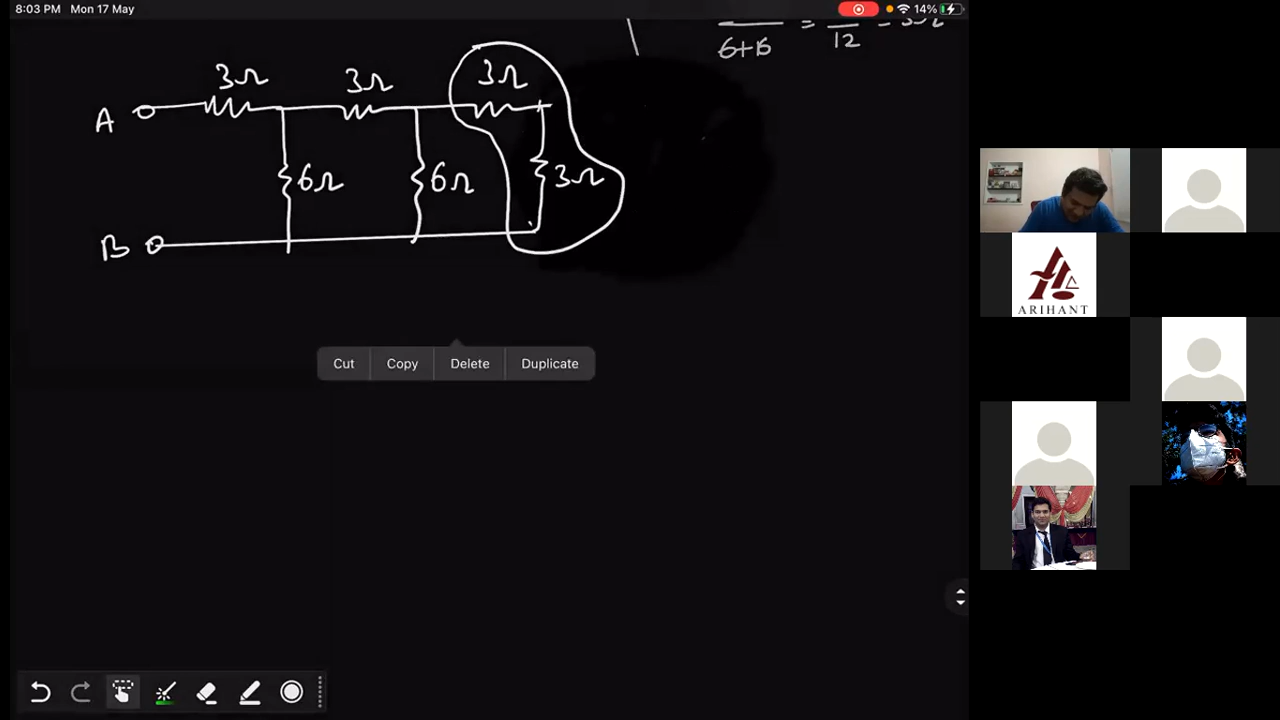 8:03 PM Mon 17 May
14%
6+6 = 12 = 3Ω
3Ω 3Ω 3Ω
A
6Ω 6Ω 3Ω
B
Cut Copy Delete Duplicate
ARIHANT